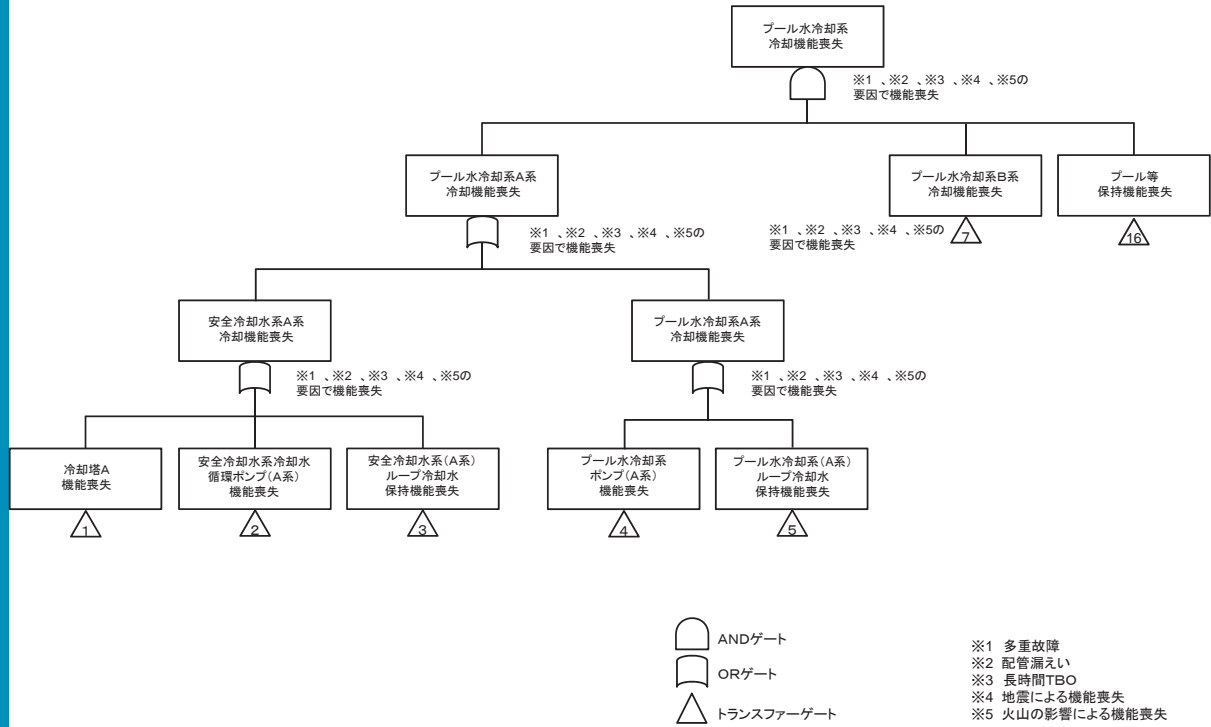 プール水冷却系
冷却機能喪失
※1 、※2 、※3 、※4 、※5の
要因で機能喪失
プール水冷却系A系
冷却機能喪失
プール水冷却系B系
冷却機能喪失
プール等
保持機能喪失
※1 、※2 、※3 、※4 、※5の
要因で機能喪失
※1 、※2 、※3 、※4 、※5の
要因で機能喪失
7
16
安全冷却水系A系
冷却機能喪失
プール水冷却系A系
冷却機能喪失
※1 、※2 、※3 、※4 、※5の
要因で機能喪失
※1 、※2 、※3 、※4 、※5の
要因で機能喪失
冷却塔A
機能喪失
安全冷却水系冷却水
循環ポンプ(A系)
機能喪失
安全冷却水系(A系)
ループ冷却水
保持機能喪失
プール水冷却系
ポンプ(A系)
機能喪失
プール水冷却系(A系)
ループ冷却水
保持機能喪失
1
2
3
4
5
ANDゲート
ORゲート
トランスファーゲート
※1 多重故障
※2 配管漏えい
※3 長時間TBO
※4 地震による機能喪失
※5 火山の影響による機能喪失